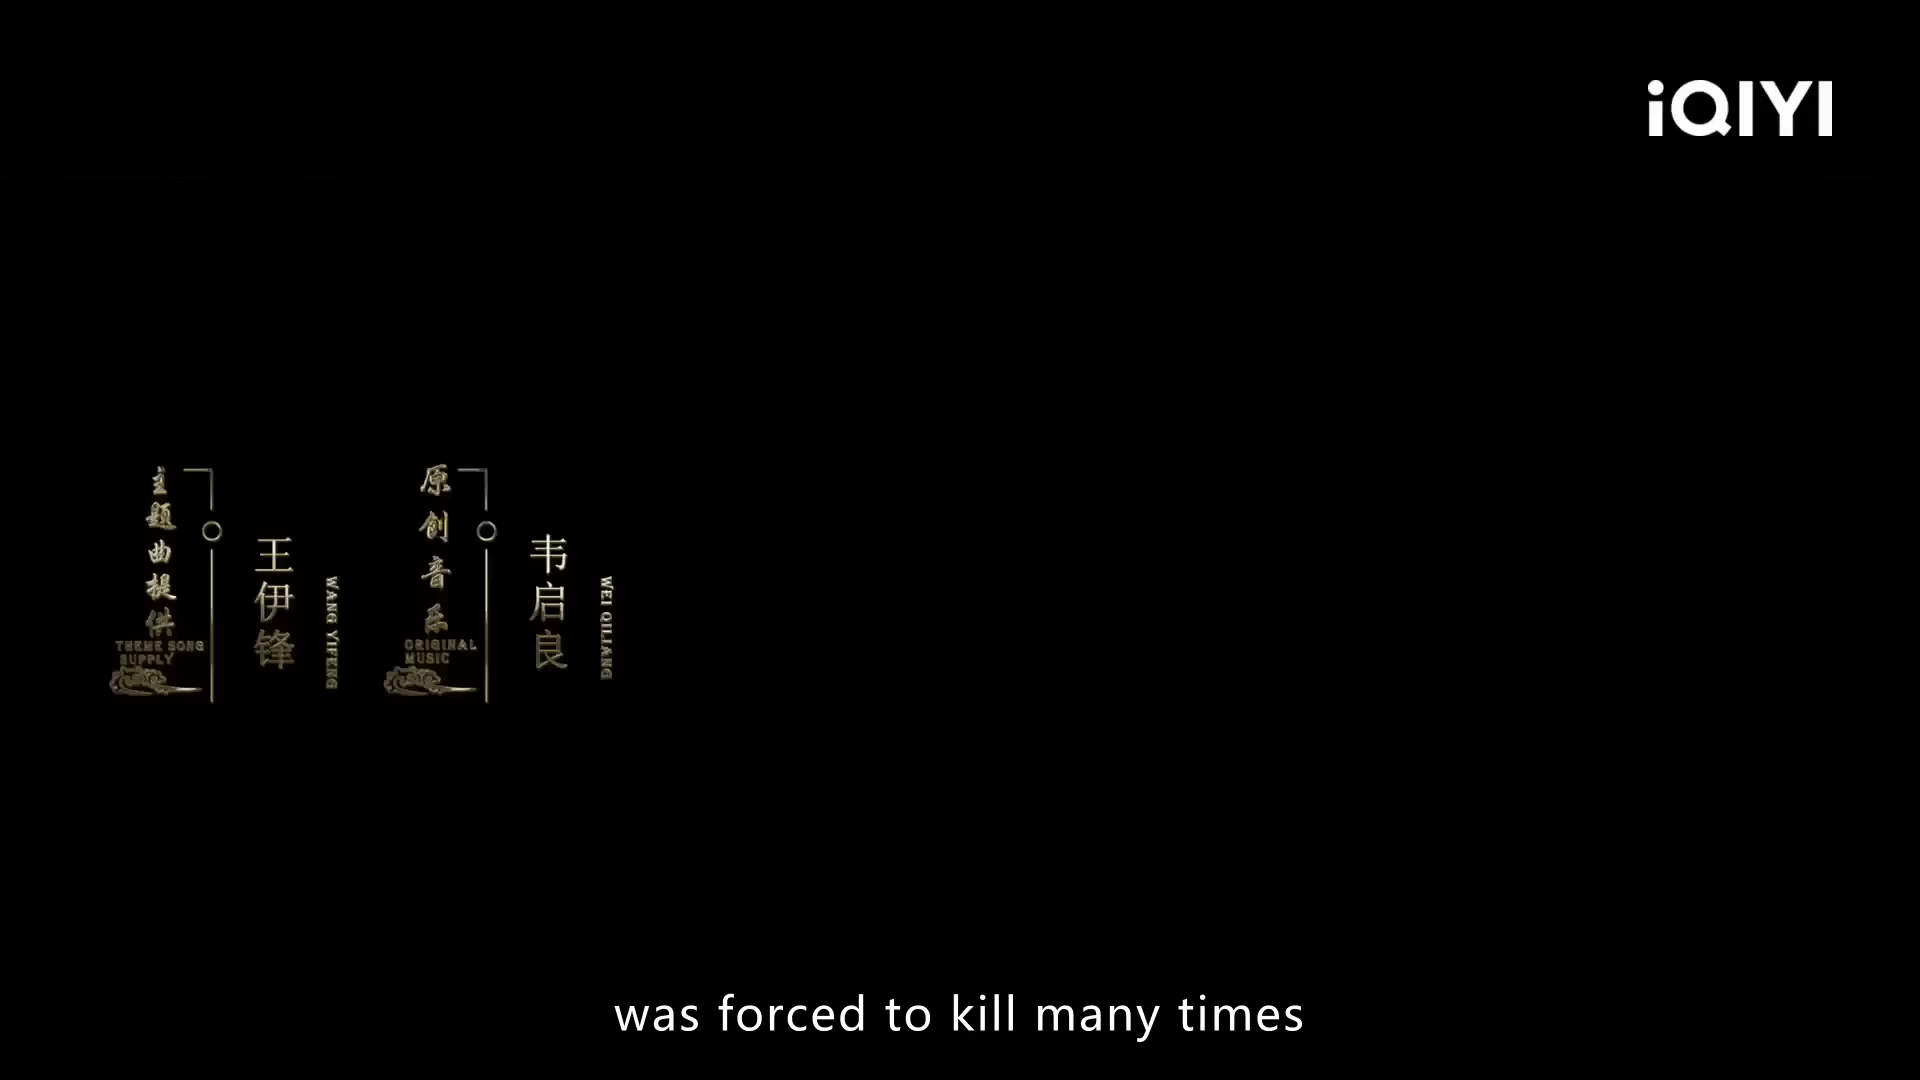 iQIYI
主题曲提供
THEME SONG
SUPPLY
王伊锋
WANG YIFENG
原创音乐
ORIGINAL
MUSIC
韦启良
WEI QILIANG
was forced to kill many times